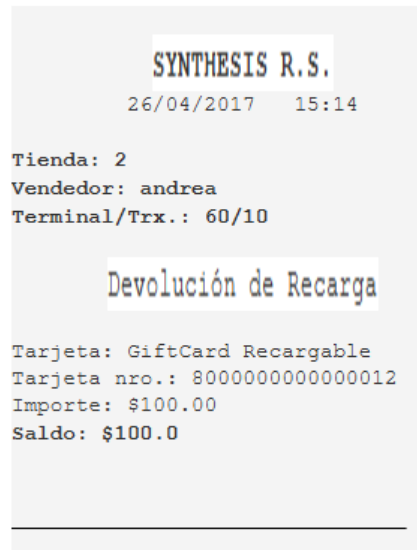 SYNTHESIS R.S.
26/04/2017 15:14
Tienda: 2
Vendedor: andrea
Terminal/Trx.: 60/10
Devolución de Recarga
Tarjeta: GiftCard Recargable
Tarjeta nro.: 8000000000000012
Importe: $100.00
Saldo: $100.0